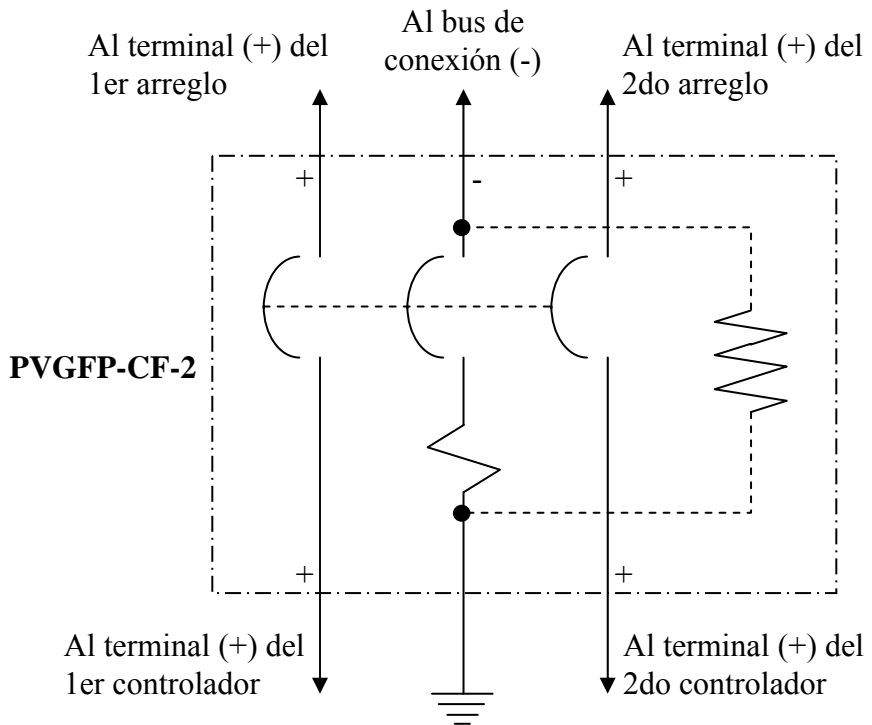 Al terminal (+) del
1er arreglo
Al bus de
conexión (-)
Al terminal (+) del
2do arreglo
+
-
+
PVGFP-CF-2
+
+
Al terminal (+) del
1er controlador
Al terminal (+) del
2do controlador